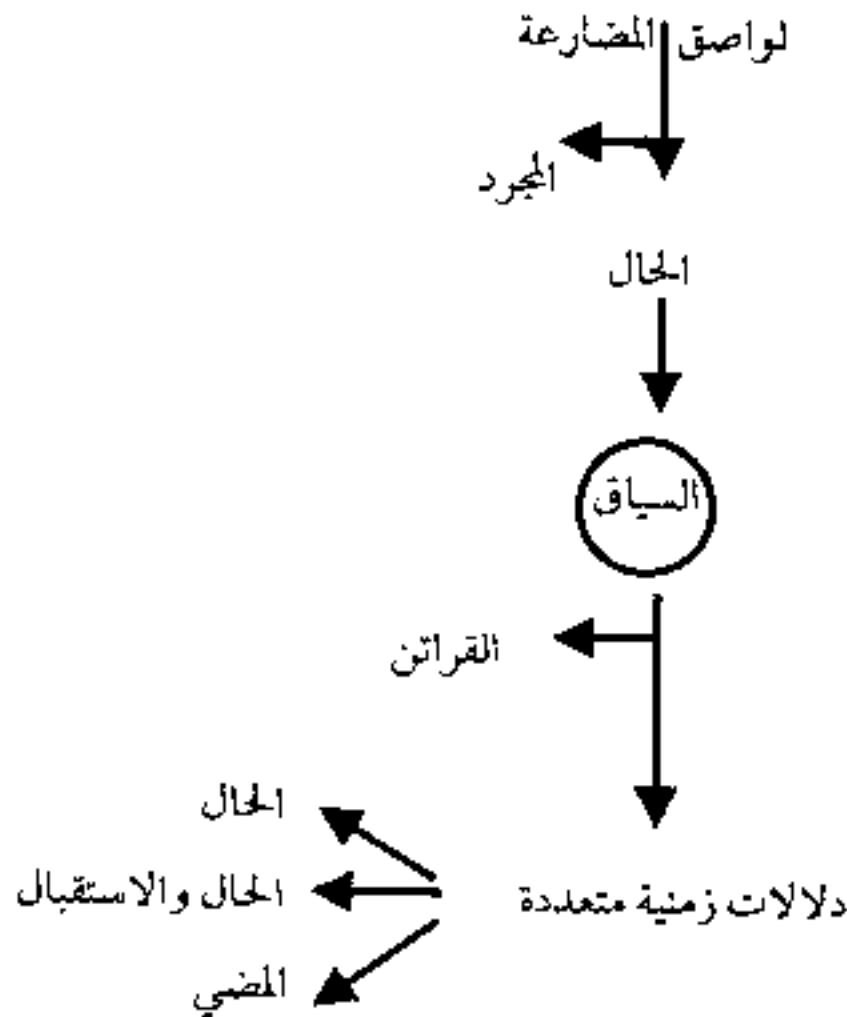 لواصق المضارعة
المجرد
الحال
السياق
القرائن
الحال
دلالات زمنية متعددة
الحال والاستقبال
المضي